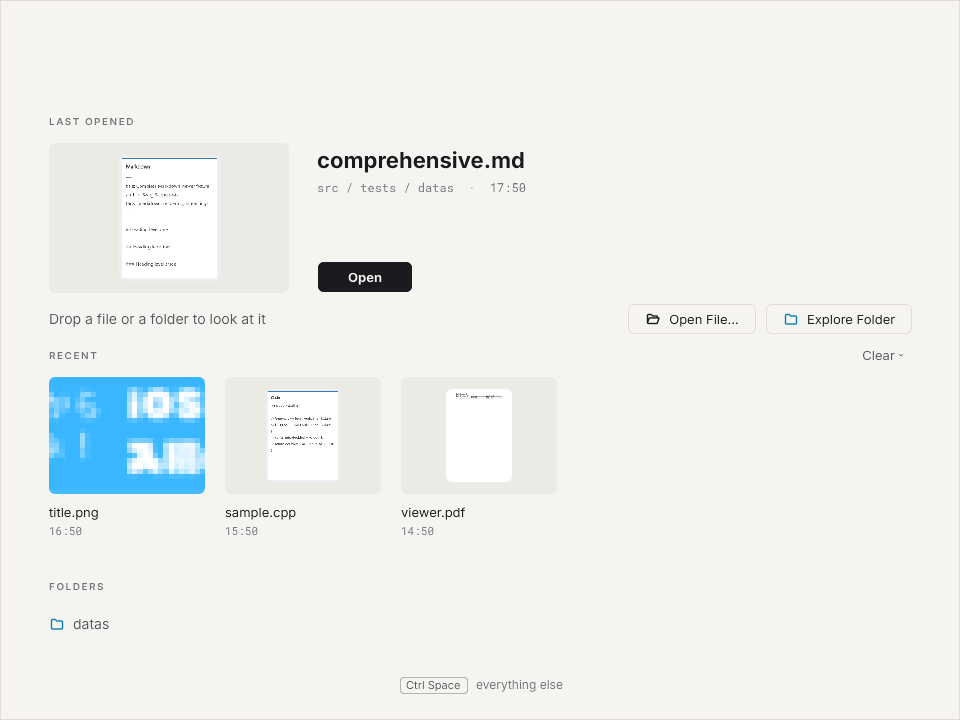 LAST OPENED
Markdown
comprehensive.md
src / tests / datas · 17:50
Open
Drop a file or a folder to look at it
Open File...
Explore Folder
RECENT
Clear
IOS
title.png
16:50
sample.cpp
15:50
viewer.pdf
14:50
FOLDERS
datas
Ctrl Space everything else